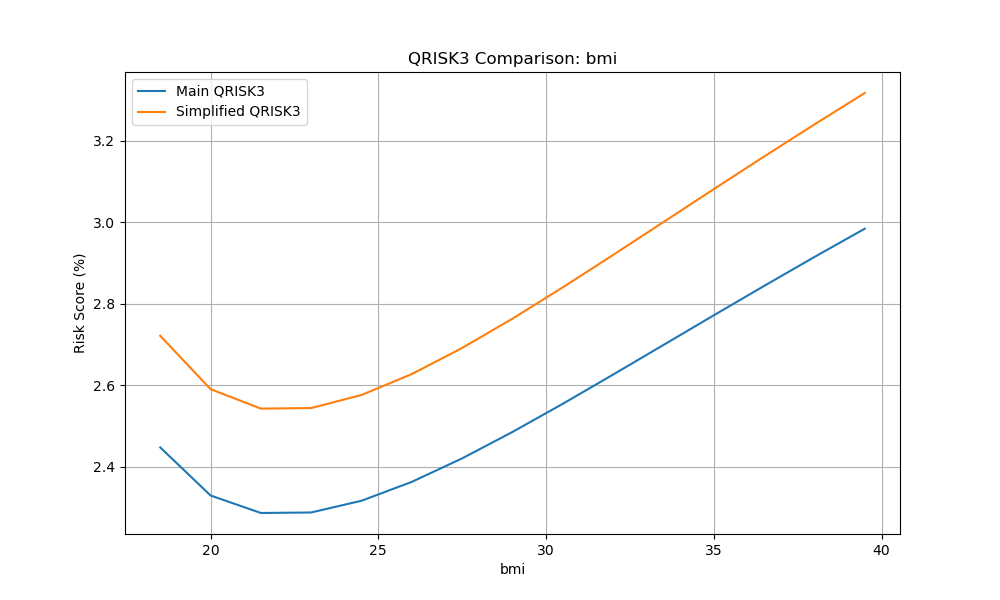 QRISK3 Comparison: bmi
Main QRISK3
Simplified QRISK3
3.2
3.0
2.8
2.6
2.4
Risk Score (%)
20
25
30
35
40
bmi